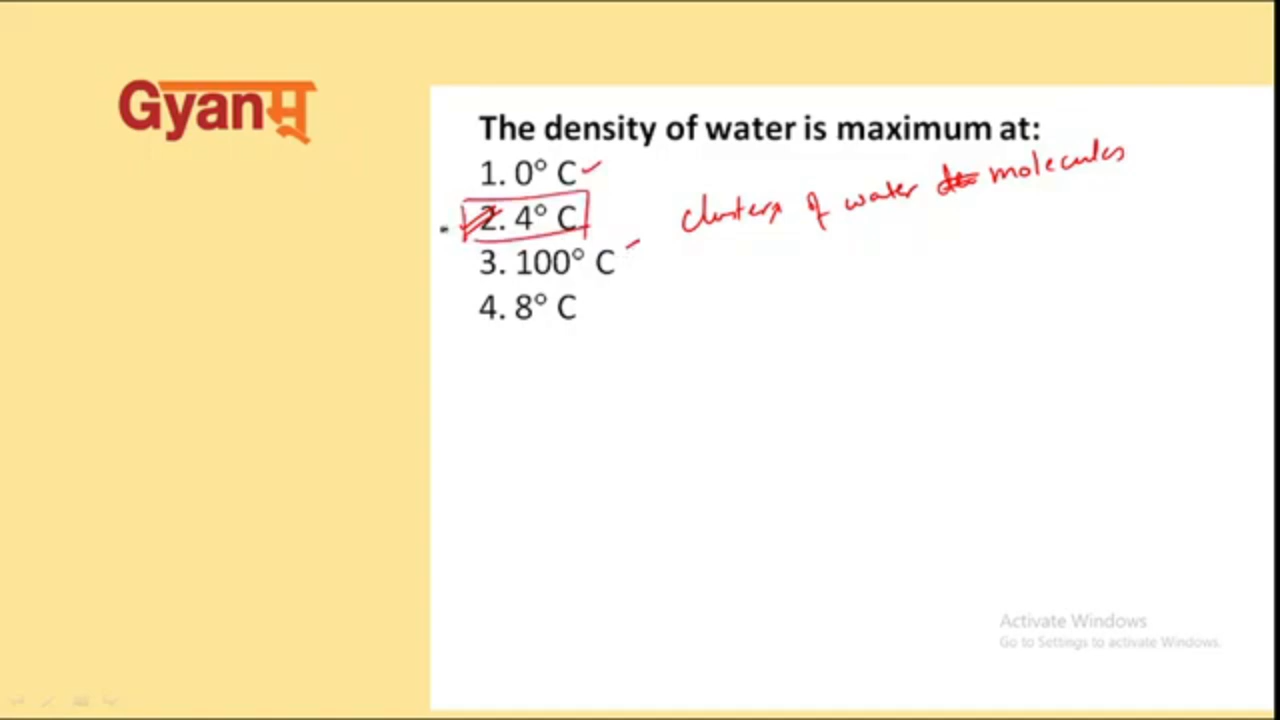 Gyanम्
The density of water is maximum at:
1. 0° C
2. 4° C
3. 100° C
4. 8° C
clusters of water molecules
Activate Windows
Go to Settings to activate Windows.